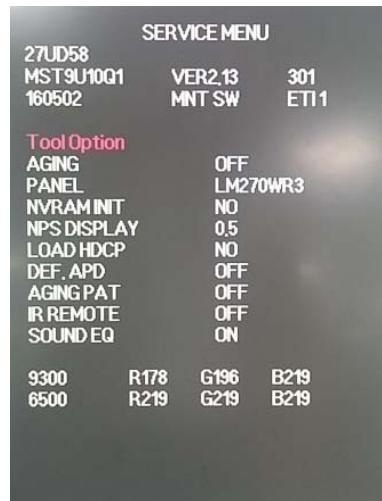 SERVICE MENU
27UD58
MST9U10Q1 VER2,13 301
160502 MNT SW ETI 1
Tool Option
AGING OFF
PANEL LM270WR3
NVRAM INIT NO
NPS DISPLAY 0,5
LOAD HDCP NO
DEF. APD OFF
AGING PAT OFF
IR REMOTE OFF
SOUND EQ ON
9300 R178 G196 B219
6500 R219 G219 B219